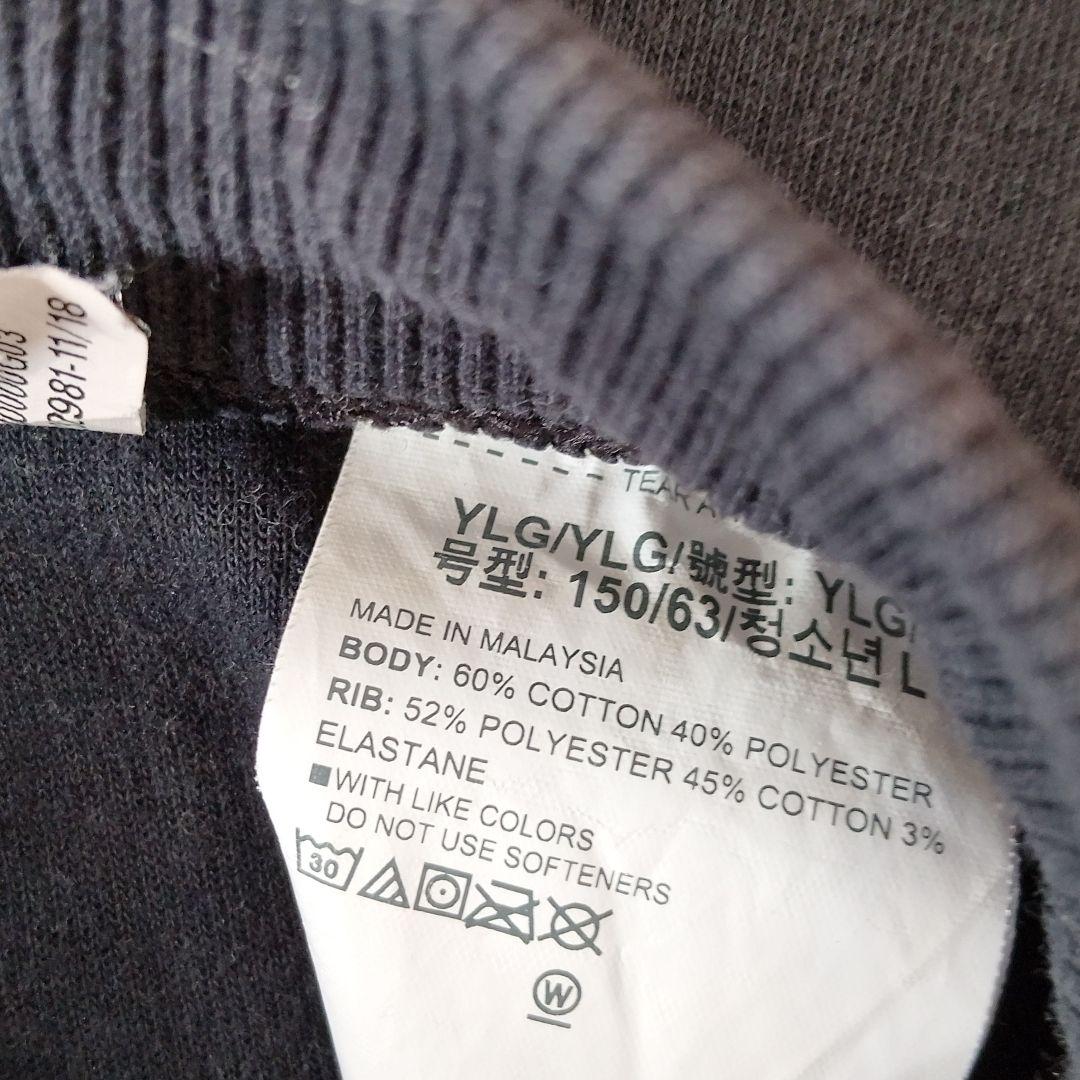 981-11/18
TEAR A
YLG/YLG/號型: YLG/
号型: 150/63/청소년 L
MADE IN MALAYSIA
BODY: 60% COTTON 40% POLYESTER
RIB: 52% POLYESTER 45% COTTON 3%
ELASTANE
WITH LIKE COLORS
DO NOT USE SOFTENERS
30
W